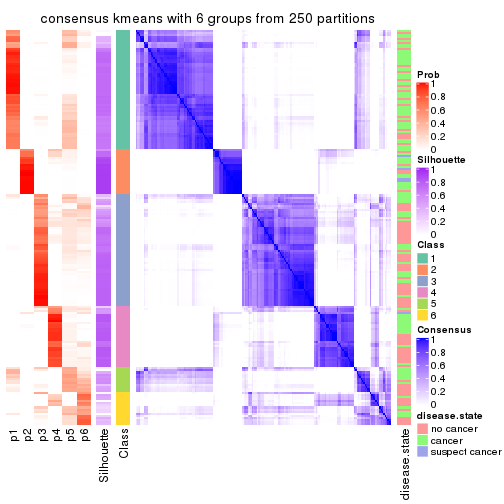 consensus kmeans with 6 groups from 250 partitions
Prob
1
0.8
0.6
0.4
0.2
0
Silhouette
1
0.8
0.6
0.4
0.2
0
Class
1
2
3
4
5
6
Consensus
1
0.8
0.6
0.4
0.2
0
disease.state
no cancer
cancer
suspect cancer
p1
p2
p3
p4
p5
p6
Silhouette
Class
disease.state